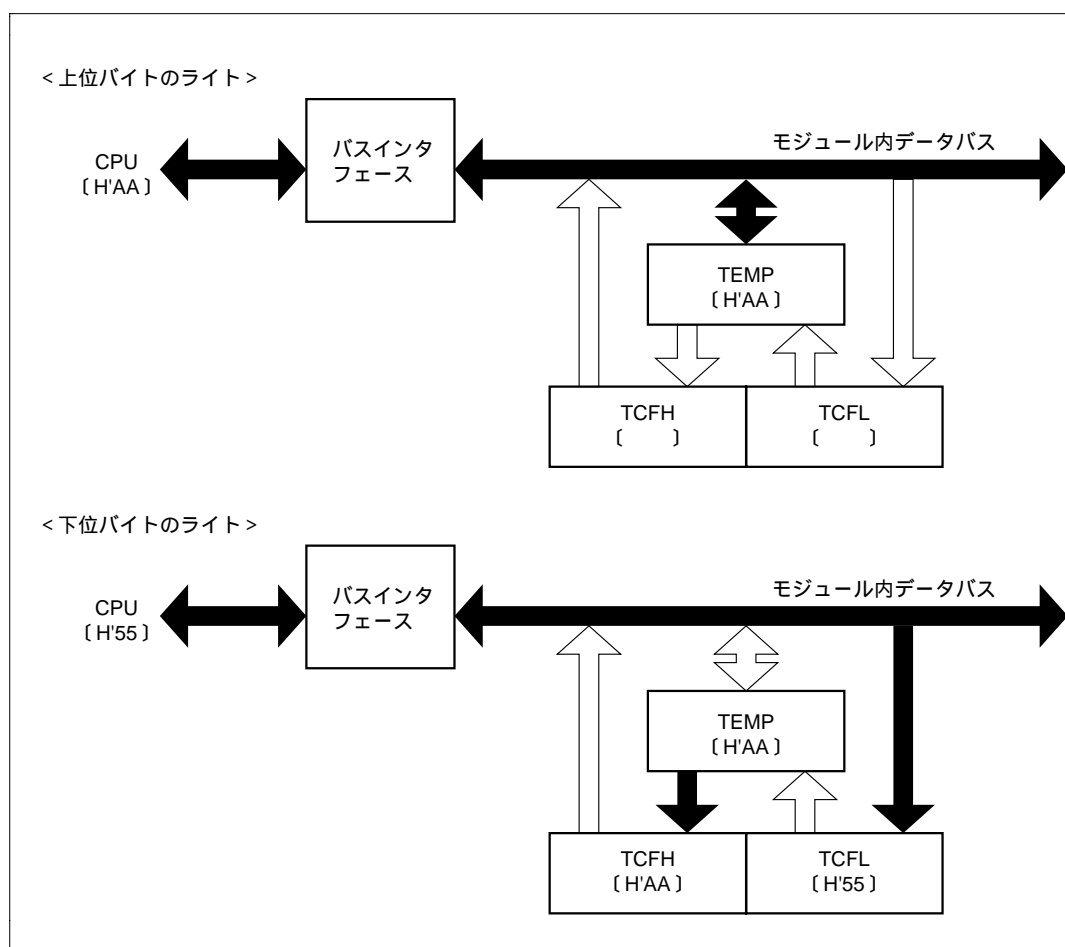 <上位バイトのライト>
モジュール内データバス
CPU
〔H'AA〕
バスインタ
フェース
TEMP
〔H'AA〕
TCFH
〔　　〕
TCFL
〔　　〕
<下位バイトのライト>
モジュール内データバス
CPU
〔H'55〕
バスインタ
フェース
TEMP
〔H'AA〕
TCFH
〔H'AA〕
TCFL
〔H'55〕